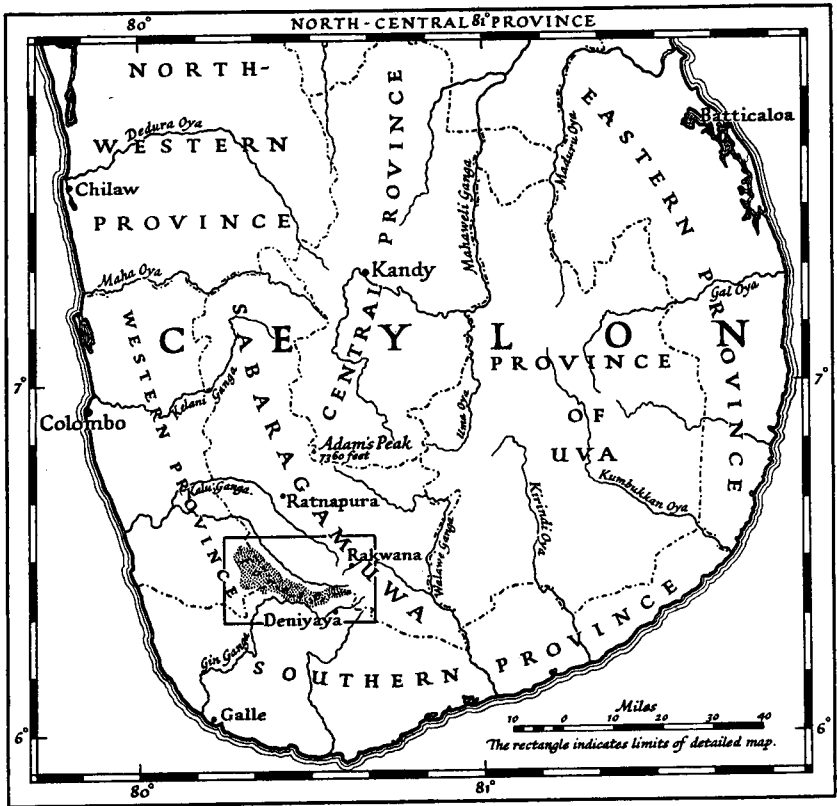 80°
NORTH-CENTRAL PROVINCE
81°
NORTH-
WESTERN
PROVINCE
Dedura Oya
Chilaw
Maha Oya
CENTRAL PROVINCE
Mahaweli Ganga
Maduru Oya
EASTERN PROVINCE
Batticaloa
Kandy
Gal Oya
CEYLON
WESTERN PROVINCE
SABARAGAMUWA
PROVINCE
OF
UVA
7°
7°
Colombo
Kelani Ganga
Uma Oya
Adam's Peak
7360 feet
Kalu Ganga
Ratnapura
Kirindi Oya
Kumbukkan Oya
Rakwana
Walawe Ganga
Deniyaya
Gin Ganga
SOUTHERN PROVINCE
Galle
Miles
10 0 10 20 30 40
The rectangle indicates limits of detailed map.
6°
6°
80°
81°